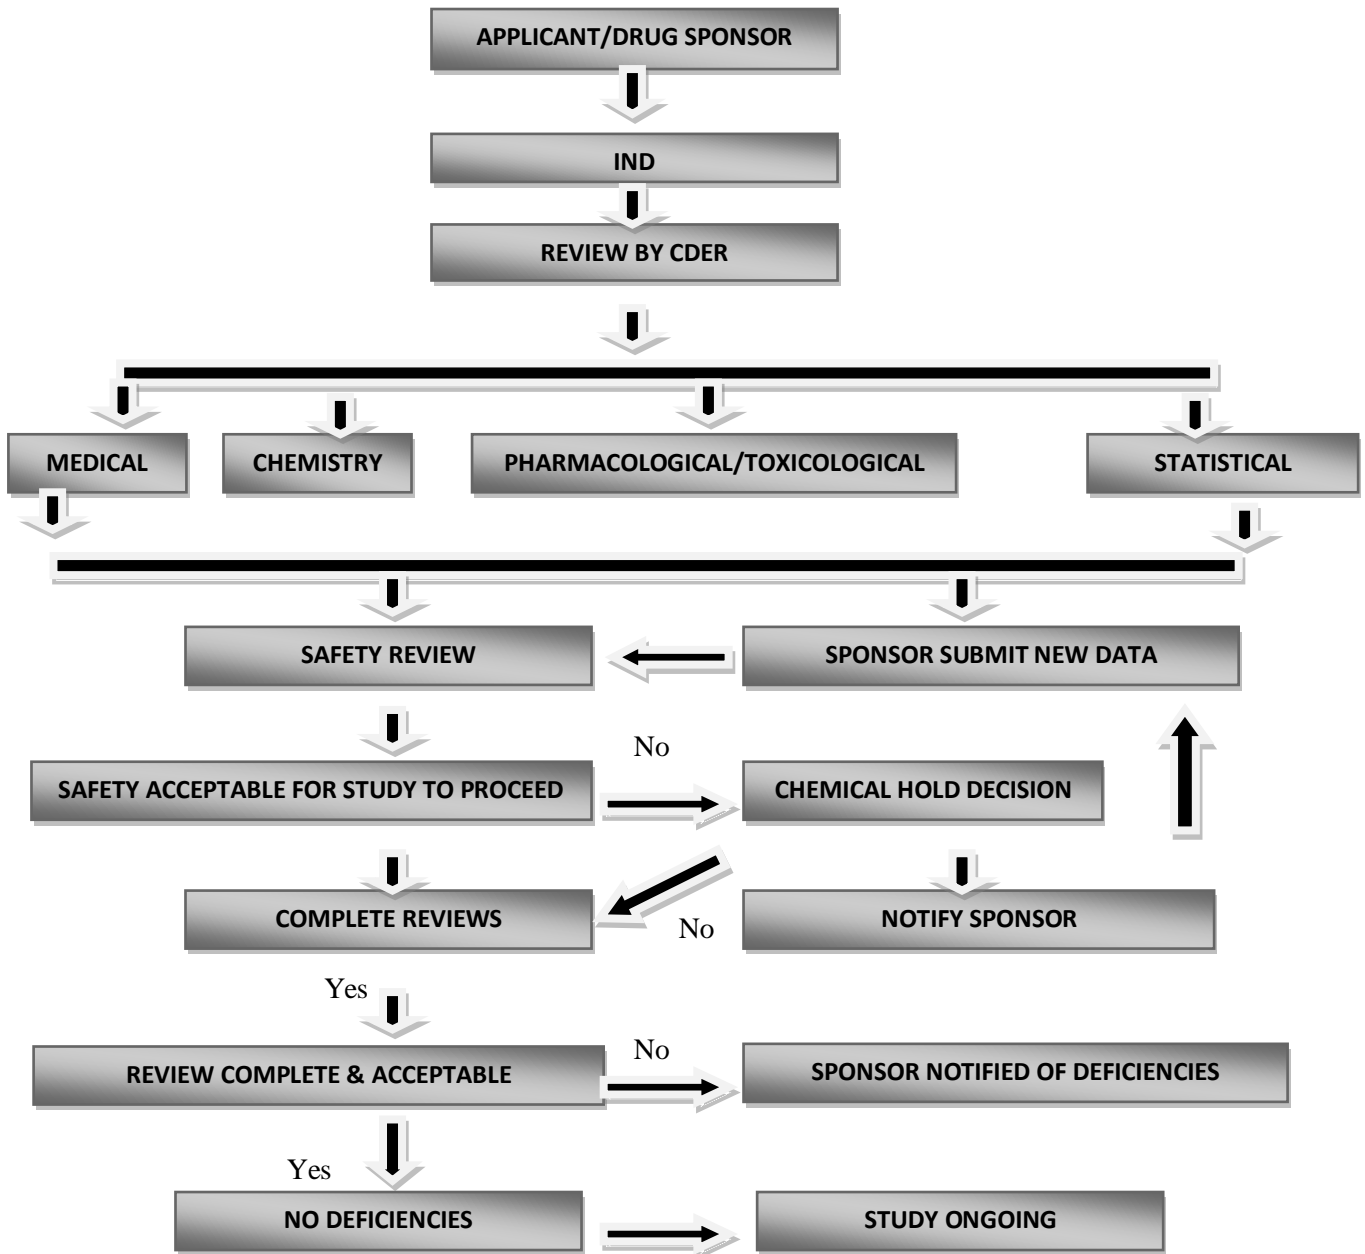 APPLICANT/DRUG SPONSOR
IND
REVIEW BY CDER
MEDICAL
CHEMISTRY
PHARMACOLOGICAL/TOXICOLOGICAL
STATISTICAL
SAFETY REVIEW
SPONSOR SUBMIT NEW DATA
No
SAFETY ACCEPTABLE FOR STUDY TO PROCEED
CHEMICAL HOLD DECISION
COMPLETE REVIEWS
No
NOTIFY SPONSOR
Yes
No
REVIEW COMPLETE & ACCEPTABLE
SPONSOR NOTIFIED OF DEFICIENCIES
Yes
NO DEFICIENCIES
STUDY ONGOING